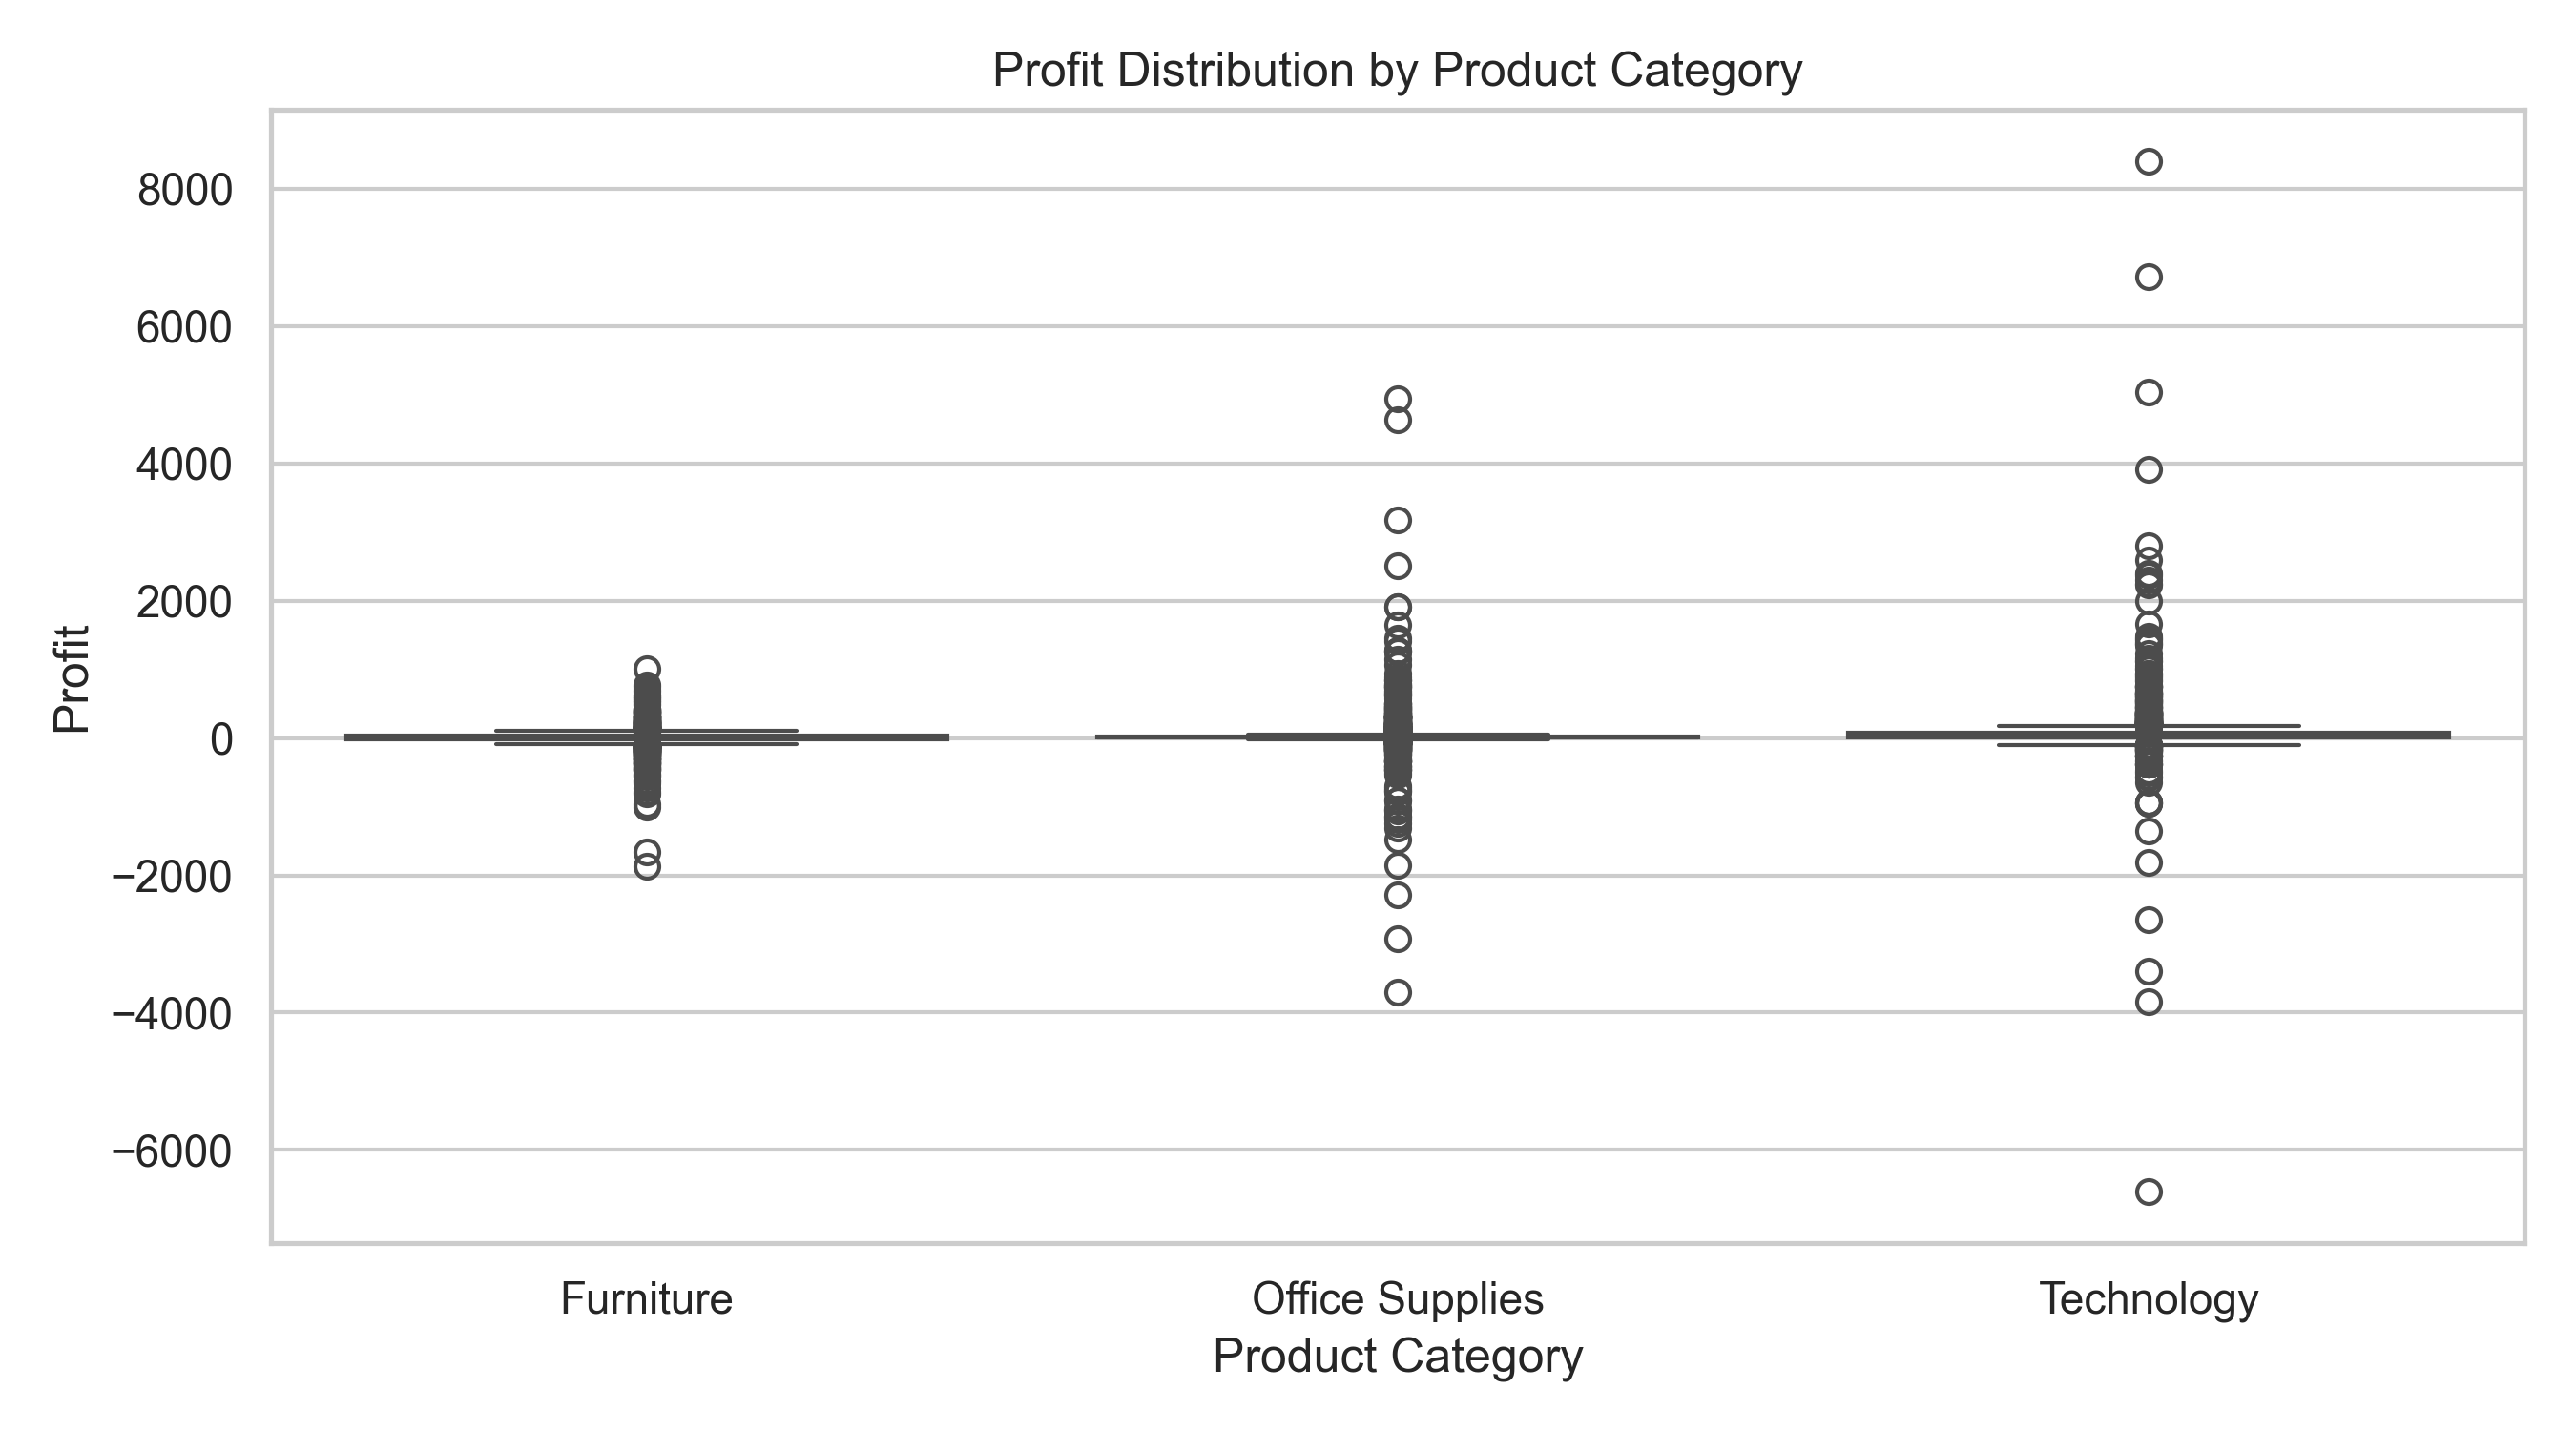 Profit Distribution by Product Category
8000
6000
4000
2000
0
−2000
−4000
−6000
Profit
Furniture
Office Supplies
Technology
Product Category